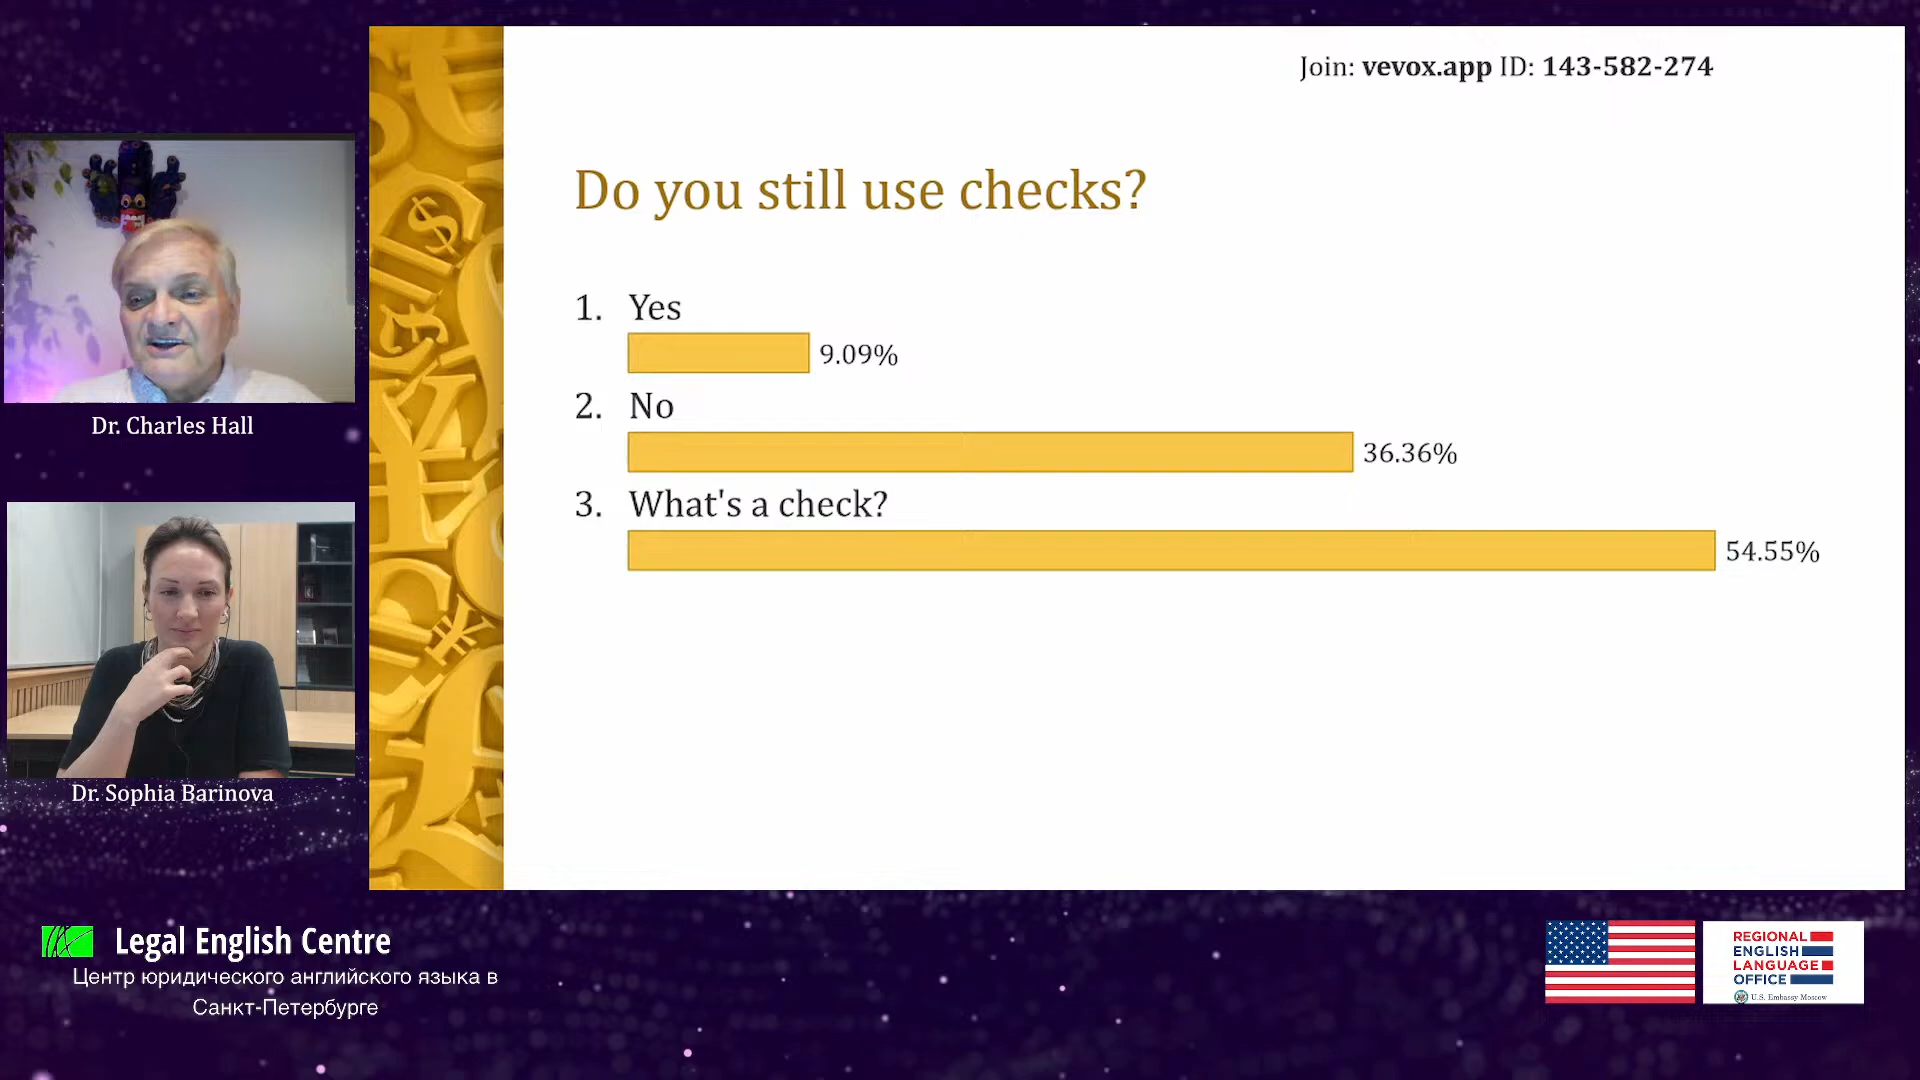 Join: vevox.app ID: 143-582-274
Do you still use checks?
1. Yes
9.09%
2. No
36.36%
3. What's a check?
54.55%
Dr. Charles Hall
Dr. Sophia Barinova
Legal English Centre
Центр юридического английского языка в
Санкт-Петербурге
REGIONAL
ENGLISH
LANGUAGE
OFFICE
U.S. Embassy Moscow